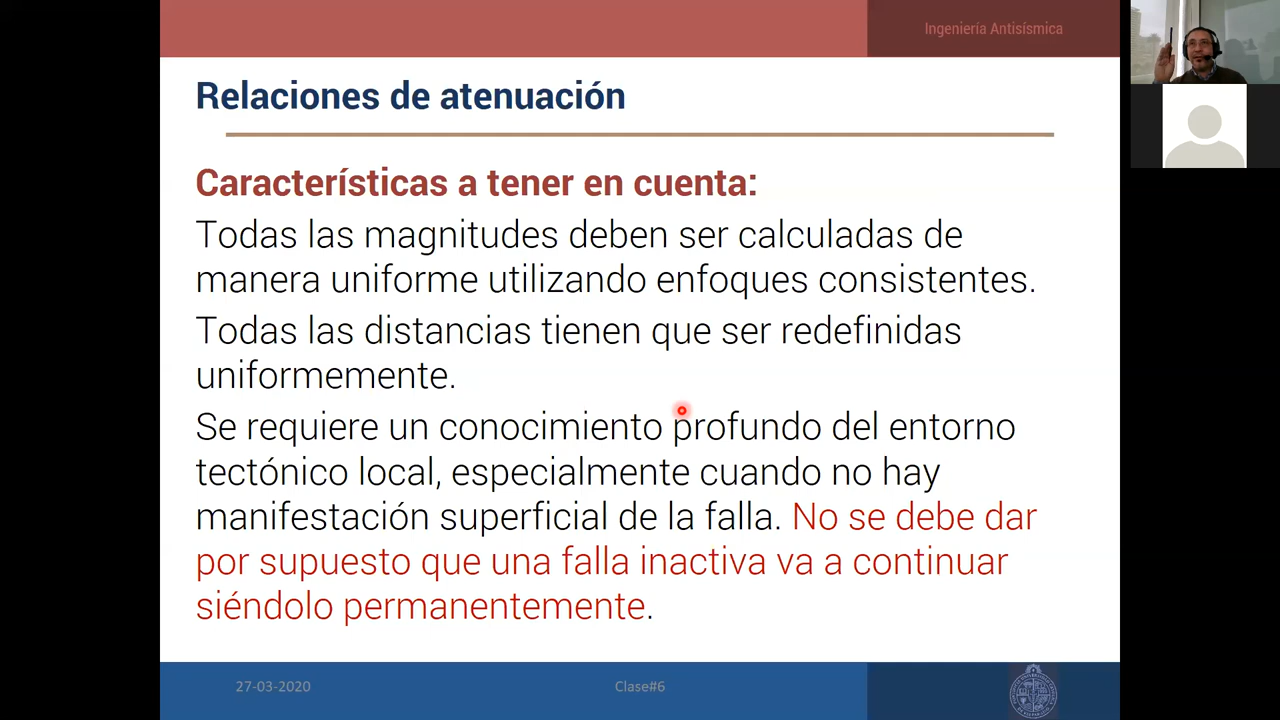 Ingeniería Antisísmica
Relaciones de atenuación
Características a tener en cuenta:
Todas las magnitudes deben ser calculadas de
manera uniforme utilizando enfoques consistentes.
Todas las distancias tienen que ser redefinidas
uniformemente.
Se requiere un conocimiento profundo del entorno
tectónico local, especialmente cuando no hay
manifestación superficial de la falla. No se debe dar
por supuesto que una falla inactiva va a continuar
siéndolo permanentemente.
27-03-2020
Clase#6